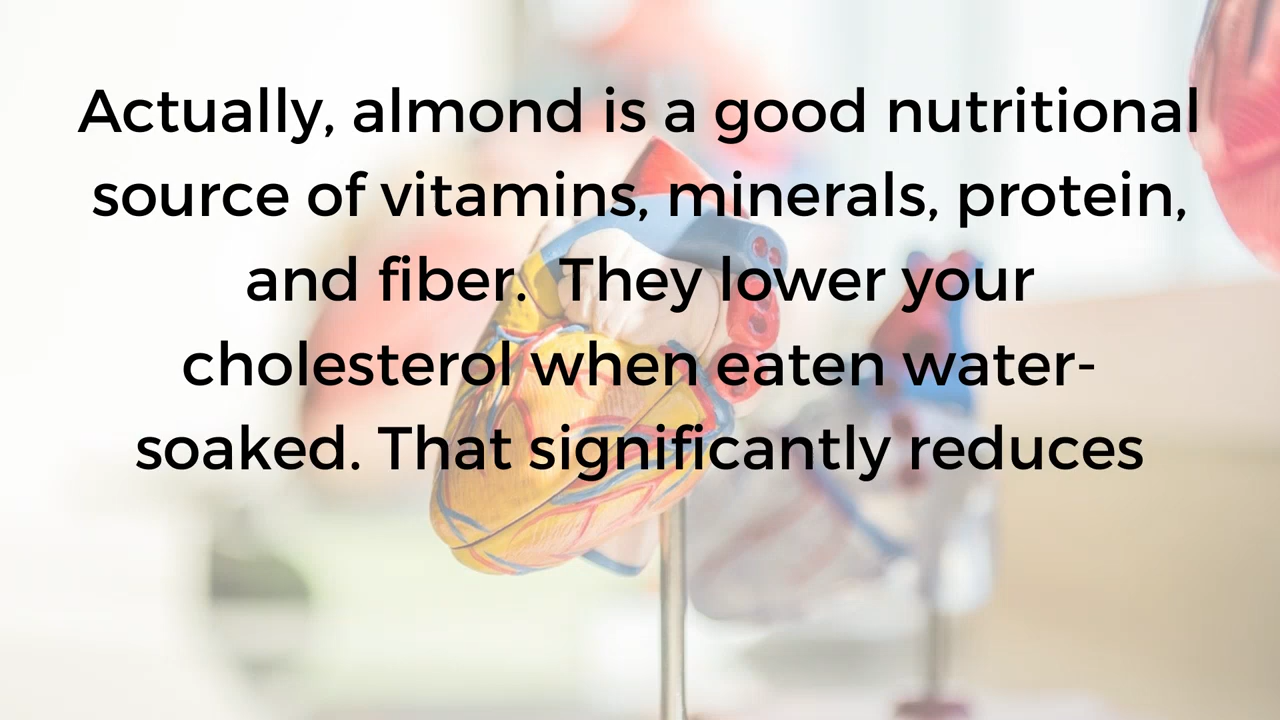 Actually, almond is a good nutritional
source of vitamins, minerals, protein,
and fiber.  They lower your
cholesterol when eaten water-
soaked. That significantly reduces